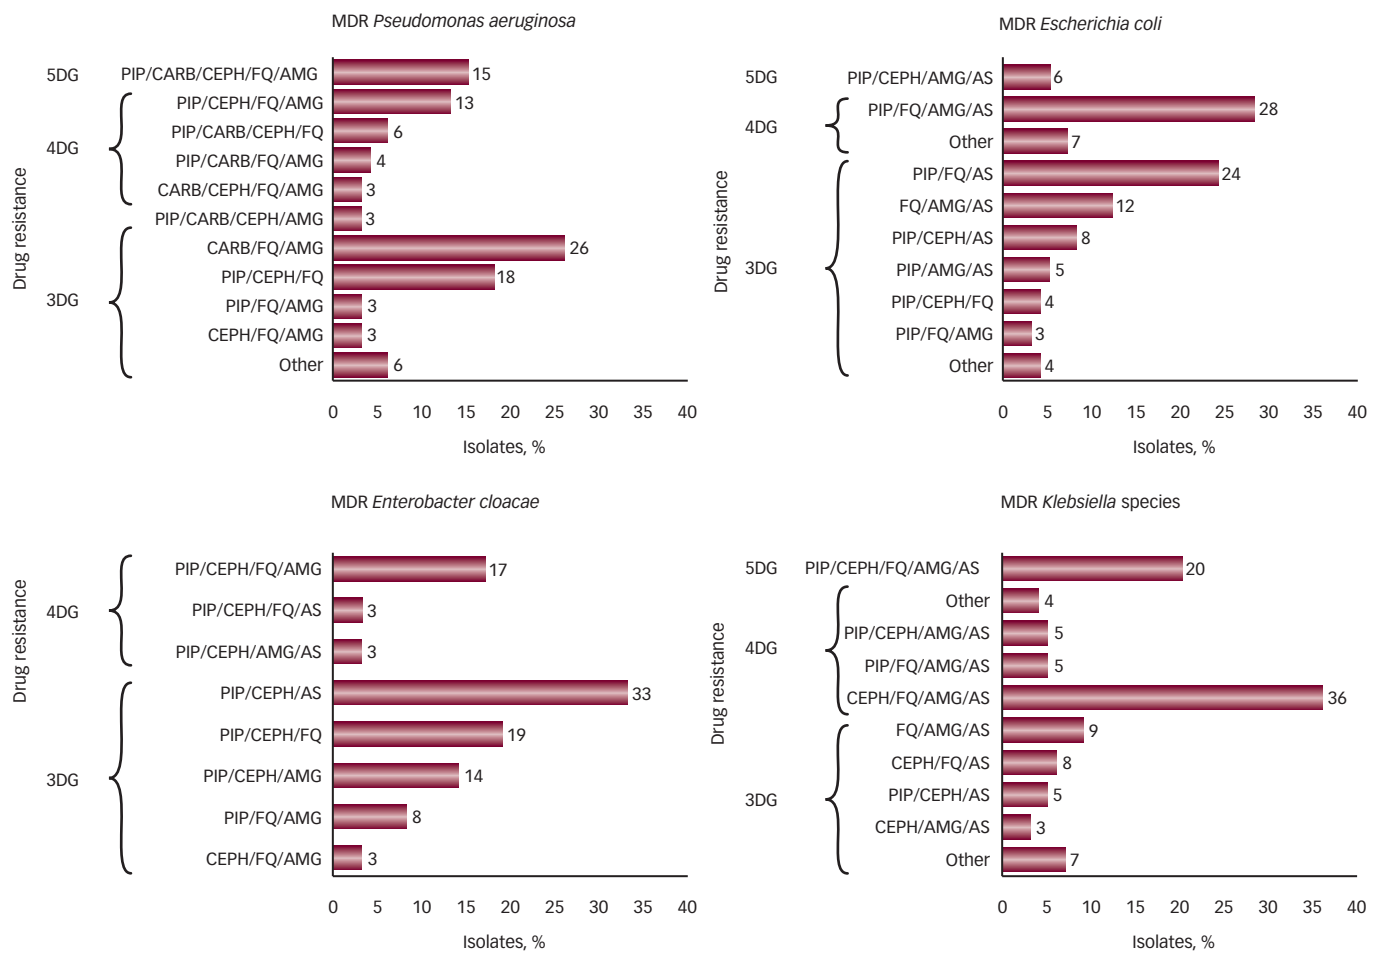 MDR Pseudomonas aeruginosa
Drug resistance
5DG
4DG
3DG
PIP/CARB/CEPH/FQ/AMG 15
PIP/CEPH/FQ/AMG 13
PIP/CARB/CEPH/FQ 6
PIP/CARB/FQ/AMG 4
CARB/CEPH/FQ/AMG 3
PIP/CARB/CEPH/AMG 3
CARB/FQ/AMG 26
PIP/CEPH/FQ 18
PIP/FQ/AMG 3
CEPH/FQ/AMG 3
Other 6
0 5 10 15 20 25 30 35 40
Isolates, %
MDR Escherichia coli
Drug resistance
5DG
4DG
3DG
PIP/CEPH/AMG/AS 6
PIP/FQ/AMG/AS 28
Other 7
PIP/FQ/AS 24
FQ/AMG/AS 12
PIP/CEPH/AS 8
PIP/AMG/AS 5
PIP/CEPH/FQ 4
PIP/FQ/AMG 3
Other 4
0 5 10 15 20 25 30 35 40
Isolates, %
MDR Enterobacter cloacae
Drug resistance
4DG
3DG
PIP/CEPH/FQ/AMG 17
PIP/CEPH/FQ/AS 3
PIP/CEPH/AMG/AS 3
PIP/CEPH/AS 33
PIP/CEPH/FQ 19
PIP/CEPH/AMG 14
PIP/FQ/AMG 8
CEPH/FQ/AMG 3
0 5 10 15 20 25 30 35 40
Isolates, %
MDR Klebsiella species
Drug resistance
5DG
4DG
3DG
PIP/CEPH/FQ/AMG/AS 20
Other 4
PIP/CEPH/AMG/AS 5
PIP/FQ/AMG/AS 5
CEPH/FQ/AMG/AS 36
FQ/AMG/AS 9
CEPH/FQ/AS 8
PIP/CEPH/AS 5
CEPH/AMG/AS 3
Other 7
0 5 10 15 20 25 30 35 40
Isolates, %